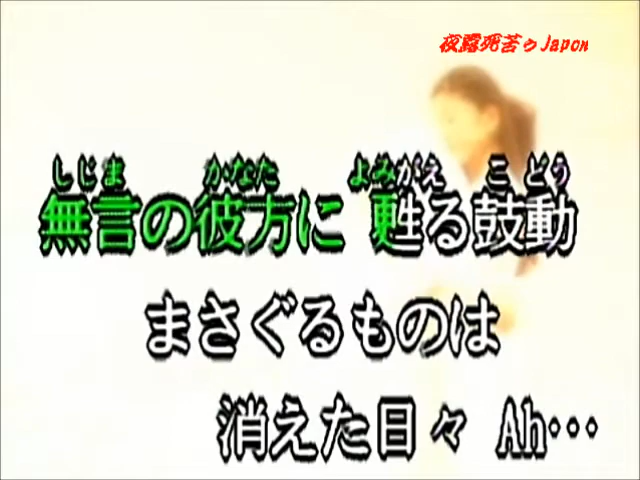 夜露死苦ゥJapon
しじま かなた よみがえ こどう
無言の彼方に 甦る鼓動
まさぐるものは
消えた日々 Ah…